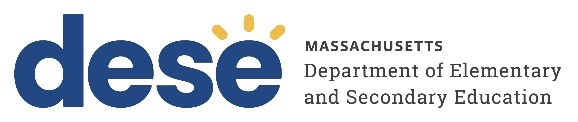 dese
MASSACHUSETTS
Department of Elementary
and Secondary Education